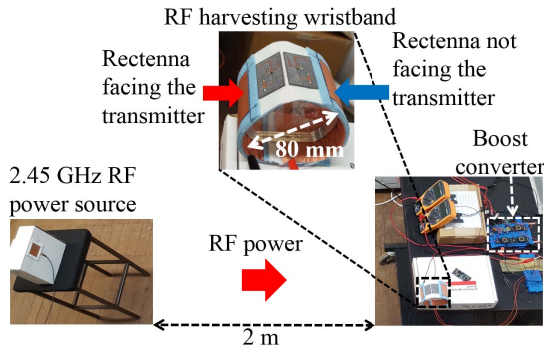 RF harvesting wristband
Rectenna
facing the
transmitter
Rectenna not
facing the
transmitter
80 mm
Boost
converter
2.45 GHz RF
power source
RF power
2 m